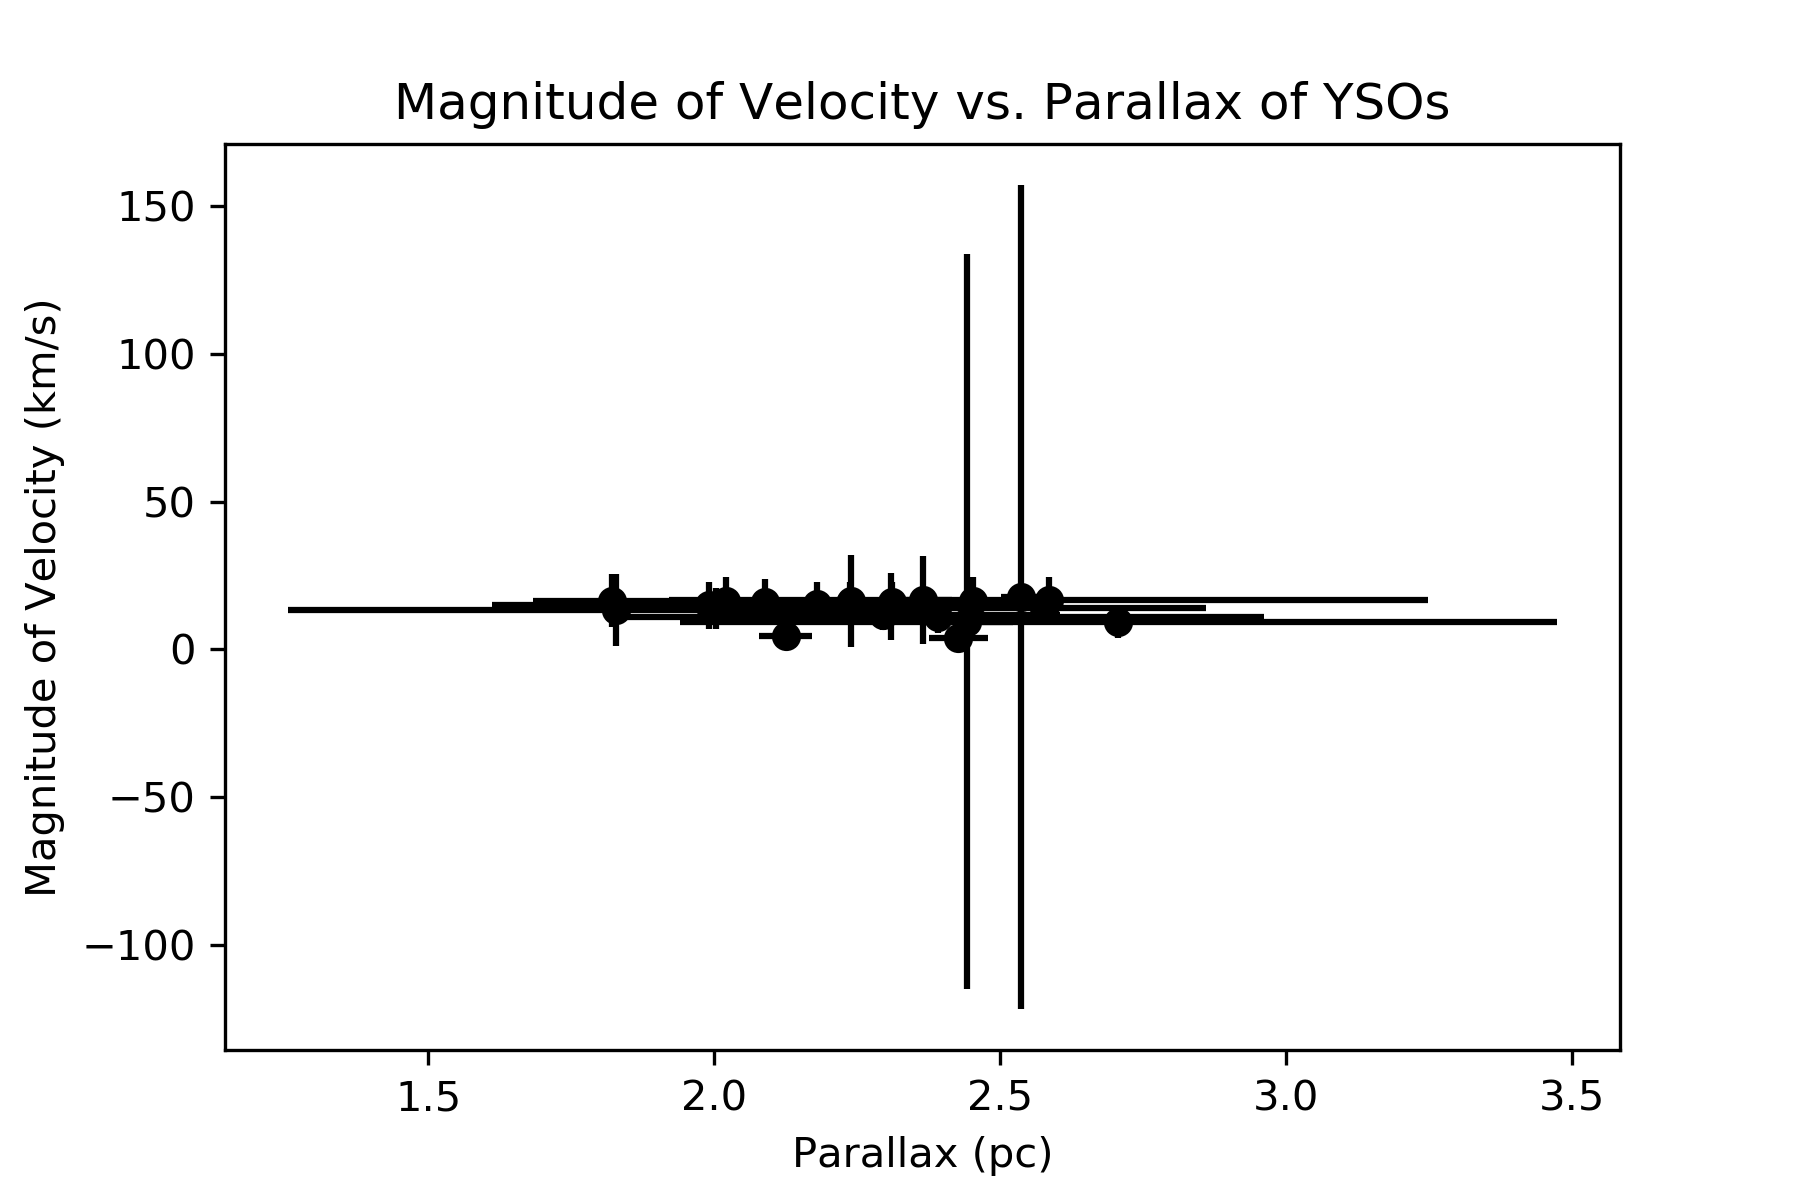 Magnitude of Velocity vs. Parallax of YSOs
Magnitude of Velocity (km/s)
150
100
50
0
−50
−100
1.5 2.0 2.5 3.0 3.5
Parallax (pc)